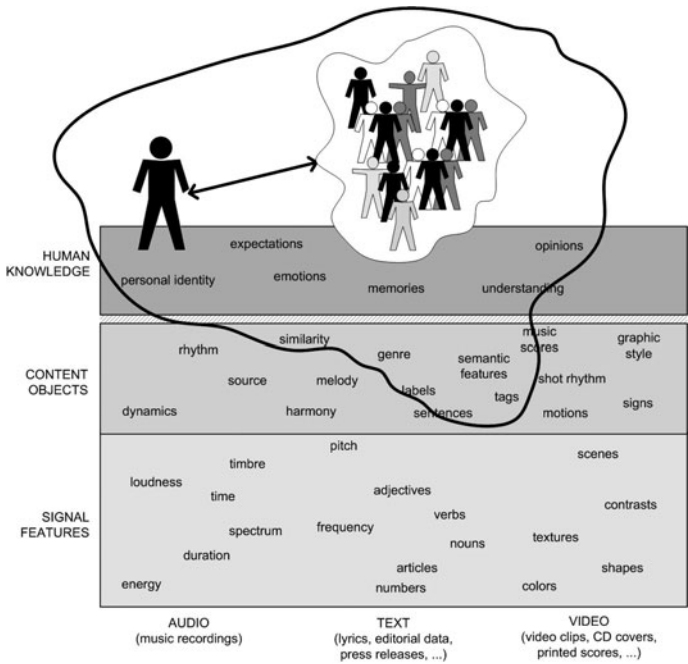 HUMAN
KNOWLEDGE
expectations
opinions
personal identity
emotions
memories
understanding
CONTENT
OBJECTS
rhythm
similarity
genre
music
scores
graphic
style
semantic
features
source
melody
labels
shot rhythm
tags
signs
dynamics
harmony
sentences
motions
SIGNAL
FEATURES
pitch
timbre
scenes
loudness
time
adjectives
contrasts
verbs
spectrum
frequency
nouns
textures
duration
articles
shapes
energy
numbers
colors
AUDIO
(music recordings)
TEXT
(lyrics, editorial data,
press releases, ...)
VIDEO
(video clips, CD covers,
printed scores, ...)